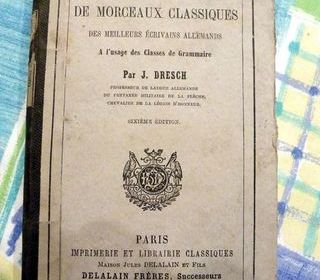 DE MORCEAUX CLASSIQUES
DES MEILLEURS ÉCRIVAINS ALLEMANDS
A l'usage des Classes de Grammaire
Par J. DRESCH
PROFESSEUR DE LANGUE ALLEMANDE
DU PRYTANÉE MILITAIRE DE LA FLÈCHE,
CHEVALIER DE LA LÉGION D'HONNEUR.
SIXIÈME ÉDITION.
PARIS
IMPRIMERIE ET LIBRAIRIE CLASSIQUES
MAISON JULES DELALAIN ET FILS
DELALAIN FRÈRES, Successeurs